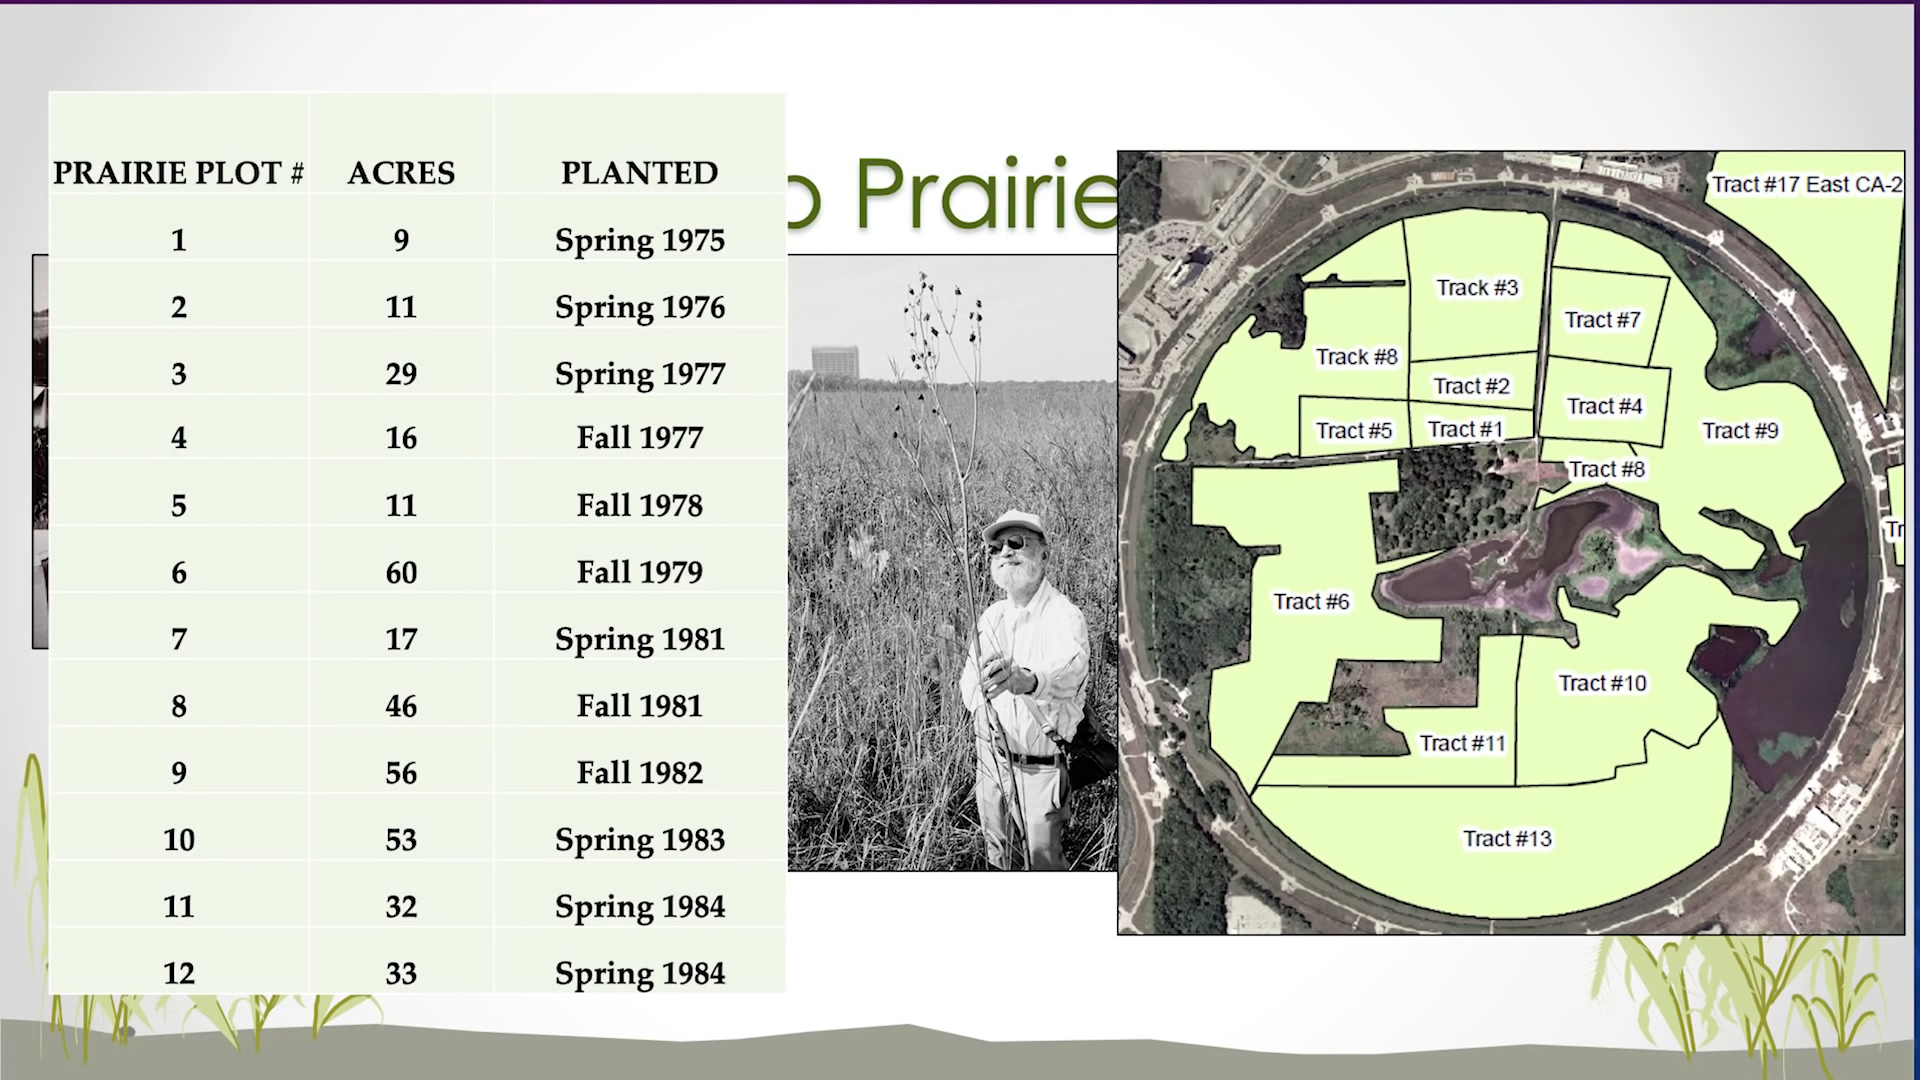 o Prairie
PRAIRIE PLOT # ACRES PLANTED
1 9 Spring 1975
2 11 Spring 1976
3 29 Spring 1977
4 16 Fall 1977
5 11 Fall 1978
6 60 Fall 1979
7 17 Spring 1981
8 46 Fall 1981
9 56 Fall 1982
10 53 Spring 1983
11 32 Spring 1984
12 33 Spring 1984
Tract #17 East CA-2
Track #3
Tract #7
Track #8
Tract #2
Tract #4
Tract #5
Tract #1
Tract #9
Tract #8
Tr
Tract #6
Tract #10
Tract #11
Tract #13